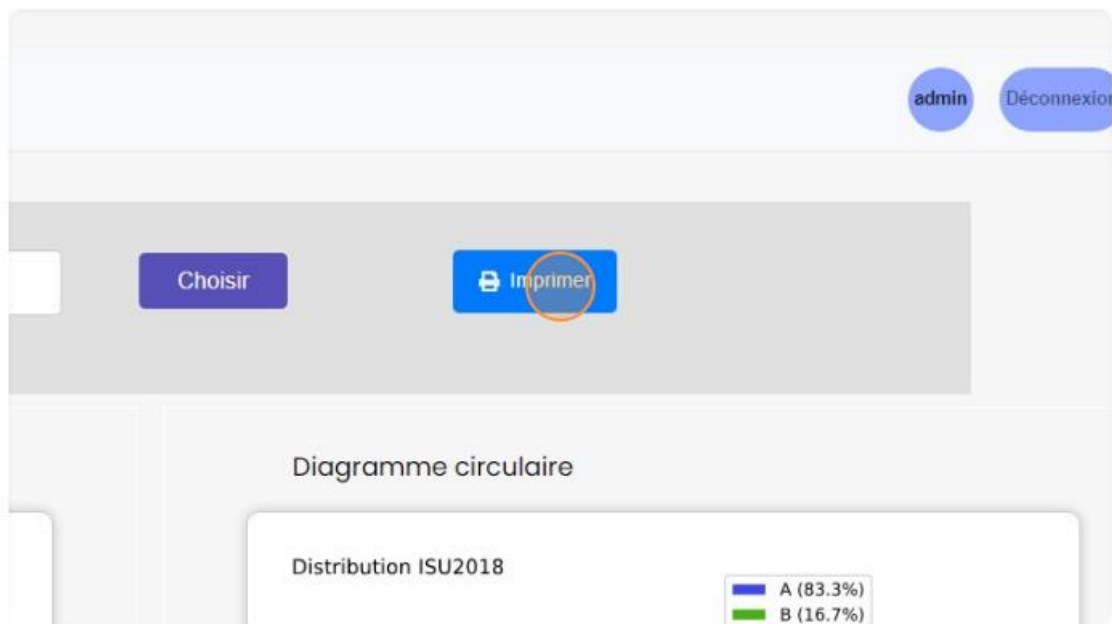 admin
Déconnexion
Choisir
Imprimer
Diagramme circulaire
Distribution ISU2018
A (83.3%)
B (16.7%)